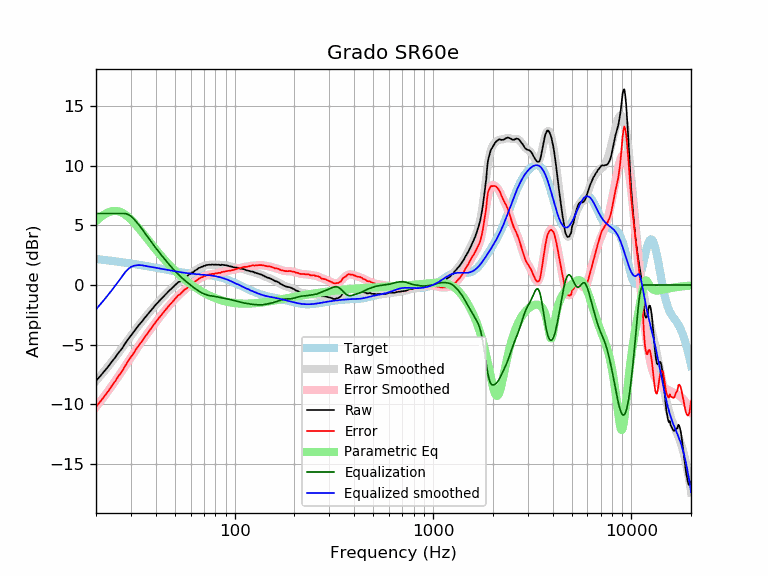 Grado SR60e
Amplitude (dBr)
15
10
5
0
−5
−10
−15
Target
Raw Smoothed
Error Smoothed
Raw
Error
Parametric Eq
Equalization
Equalized smoothed
100
1000
10000
Frequency (Hz)